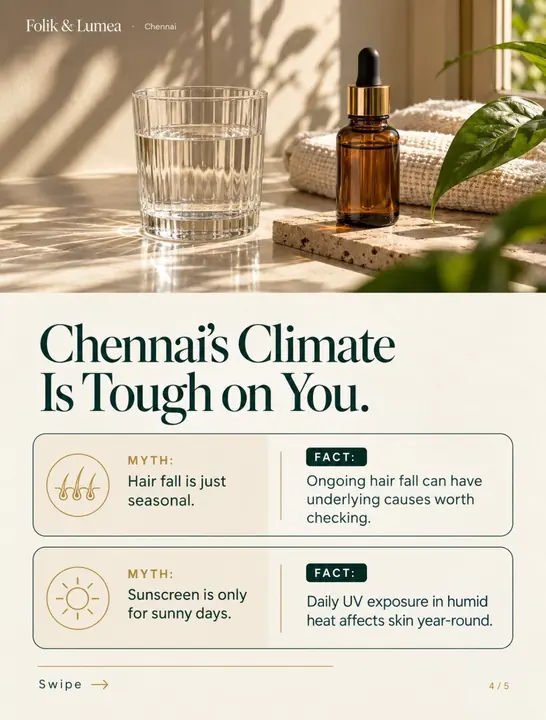 Folik & Lumea · Chennai
Chennai's Climate
Is Tough on You.
MYTH:
Hair fall is just
seasonal.
FACT:
Ongoing hair fall can have
underlying causes worth
checking.
MYTH:
Sunscreen is only
for sunny days.
FACT:
Daily UV exposure in humid
heat affects skin year-round.
Swipe →
4/5